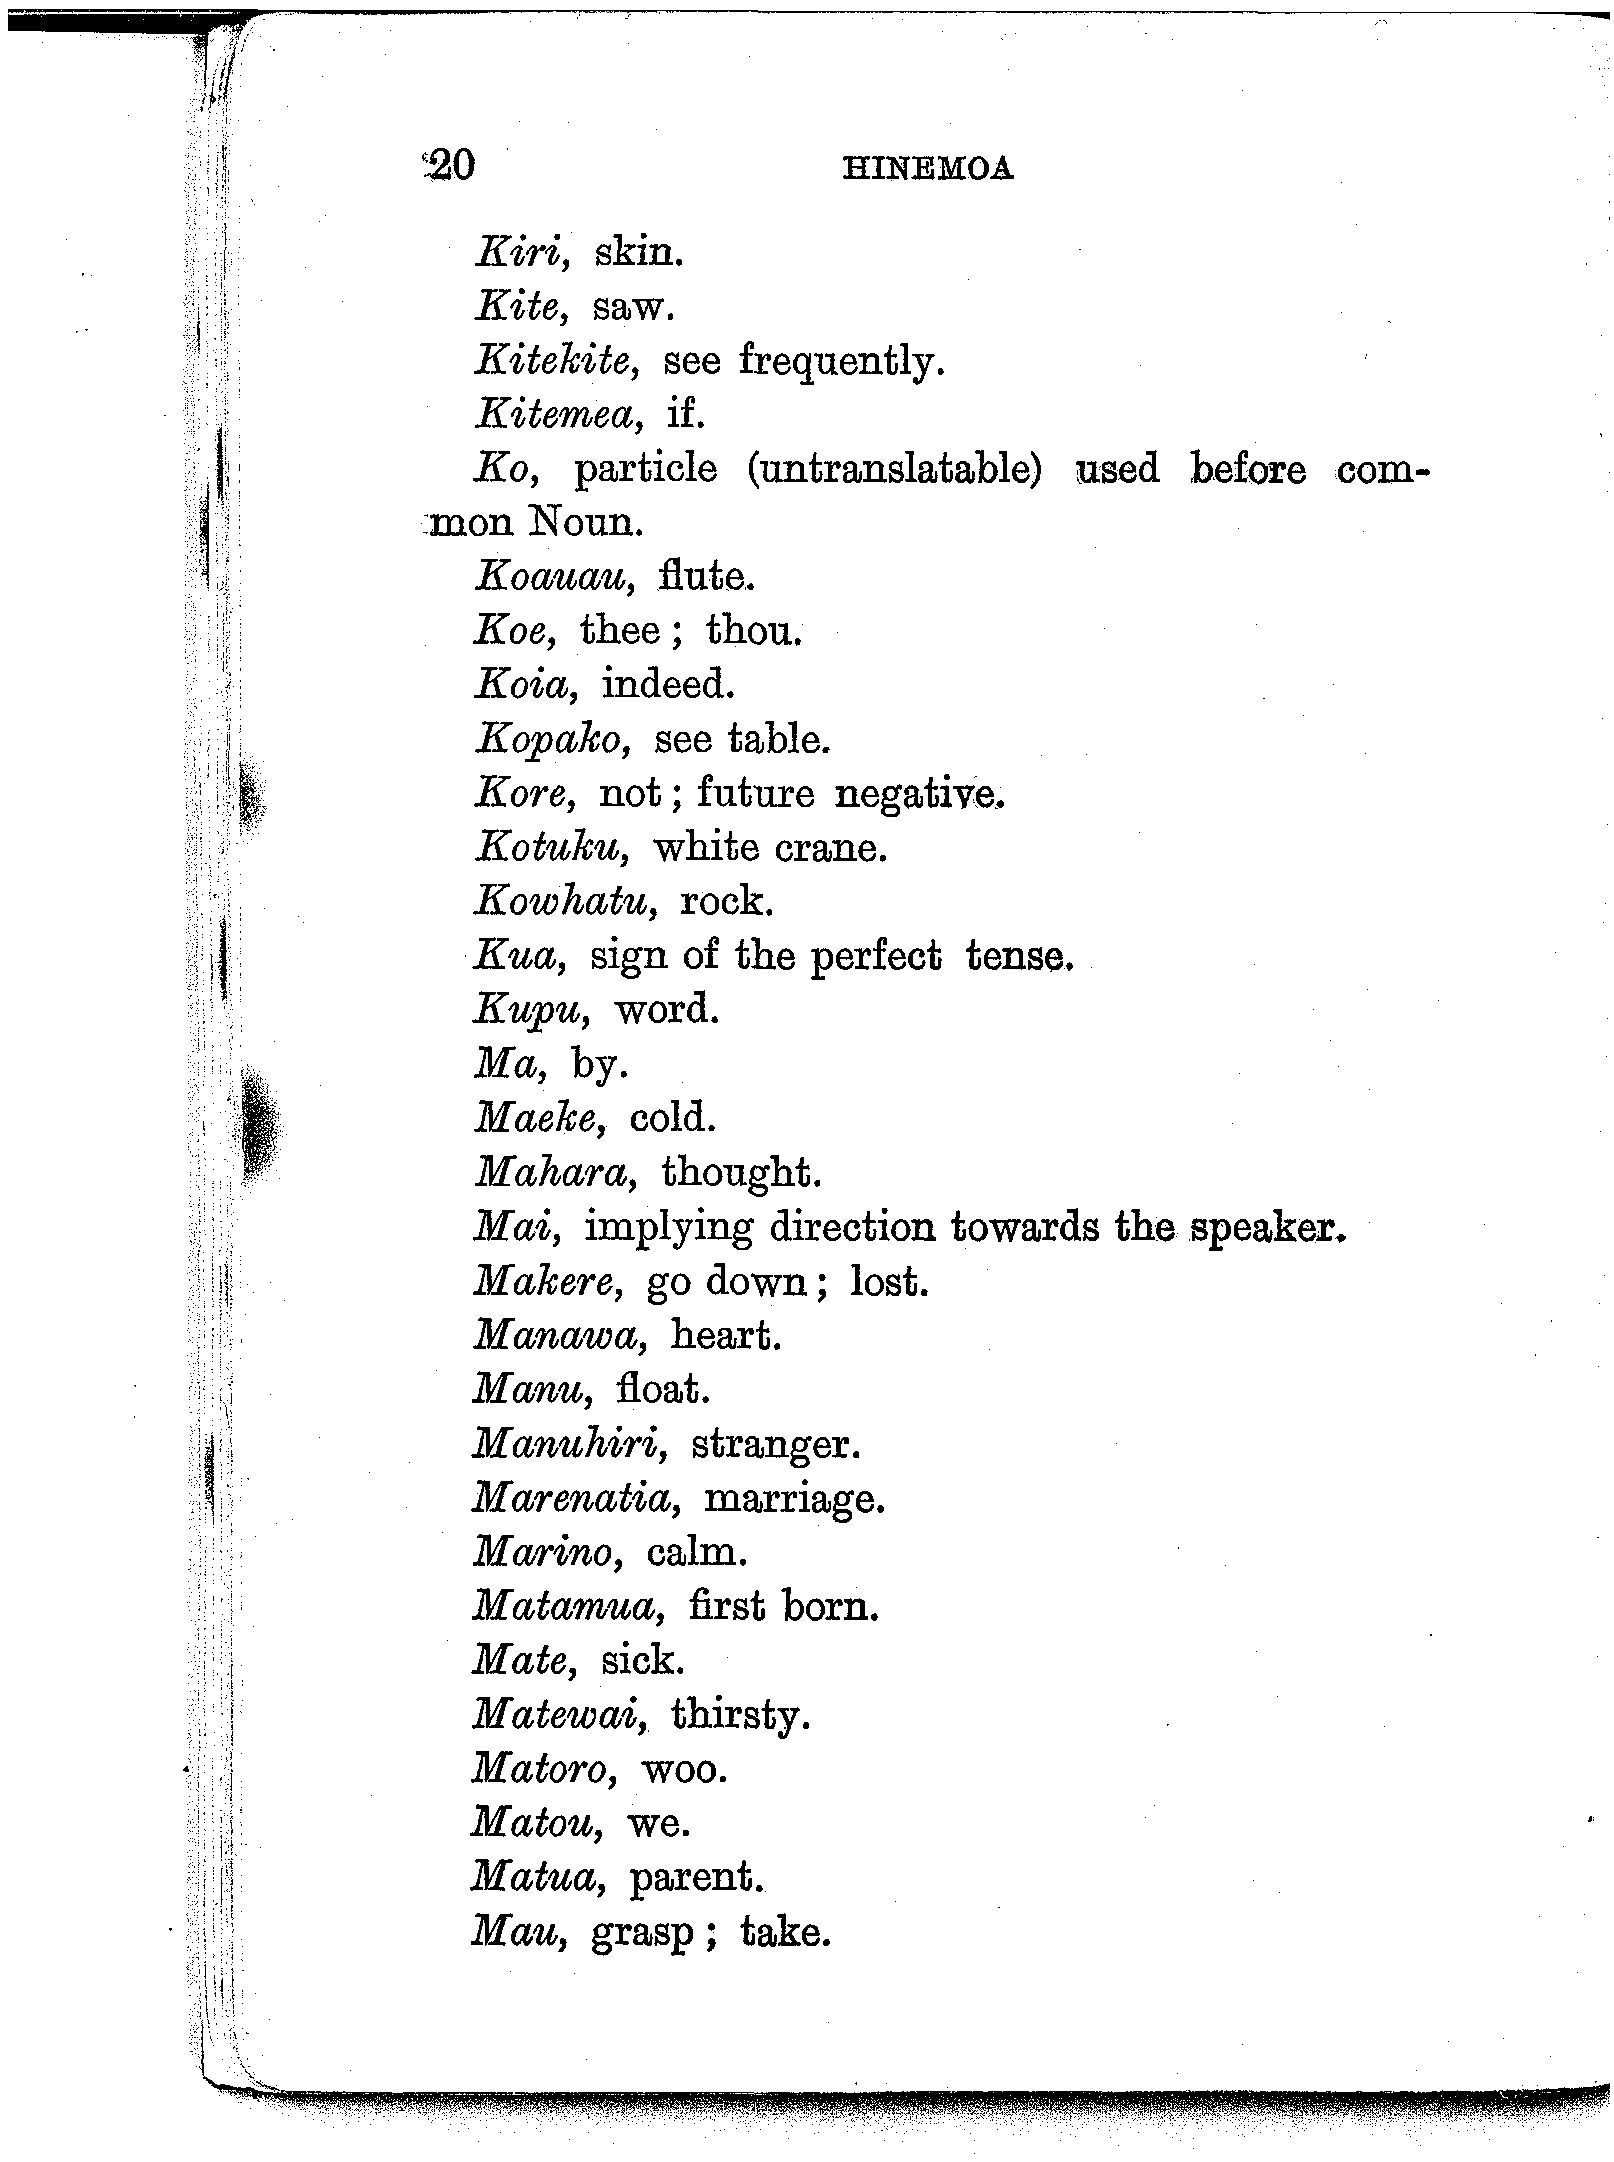 20 HINEMOA
Kiri, skin.
Kite, saw.
Kitekite, see frequently.
Kitemea, if.
Ko, particle (untranslatable) used before com-
mon Noun.
Koauau, flute.
Koe, thee ; thou.
Koia, indeed.
Kopako, see table.
Kore, not ; future negative.
Kotuku, white crane.
Kowhatu, rock.
Kua, sign of the perfect tense.
Kupu, word.
Ma, by.
Maeke, cold.
Mahara, thought.
Mai, implying direction towards the speaker.
Makere, go down ; lost.
Manawa, heart.
Manu, float.
Manuhiri, stranger.
Marenatia, marriage.
Marino, calm.
Matamua, first born.
Mate, sick.
Matewai, thirsty.
Matoro, woo.
Matou, we.
Matua, parent.
Mau, grasp ; take.